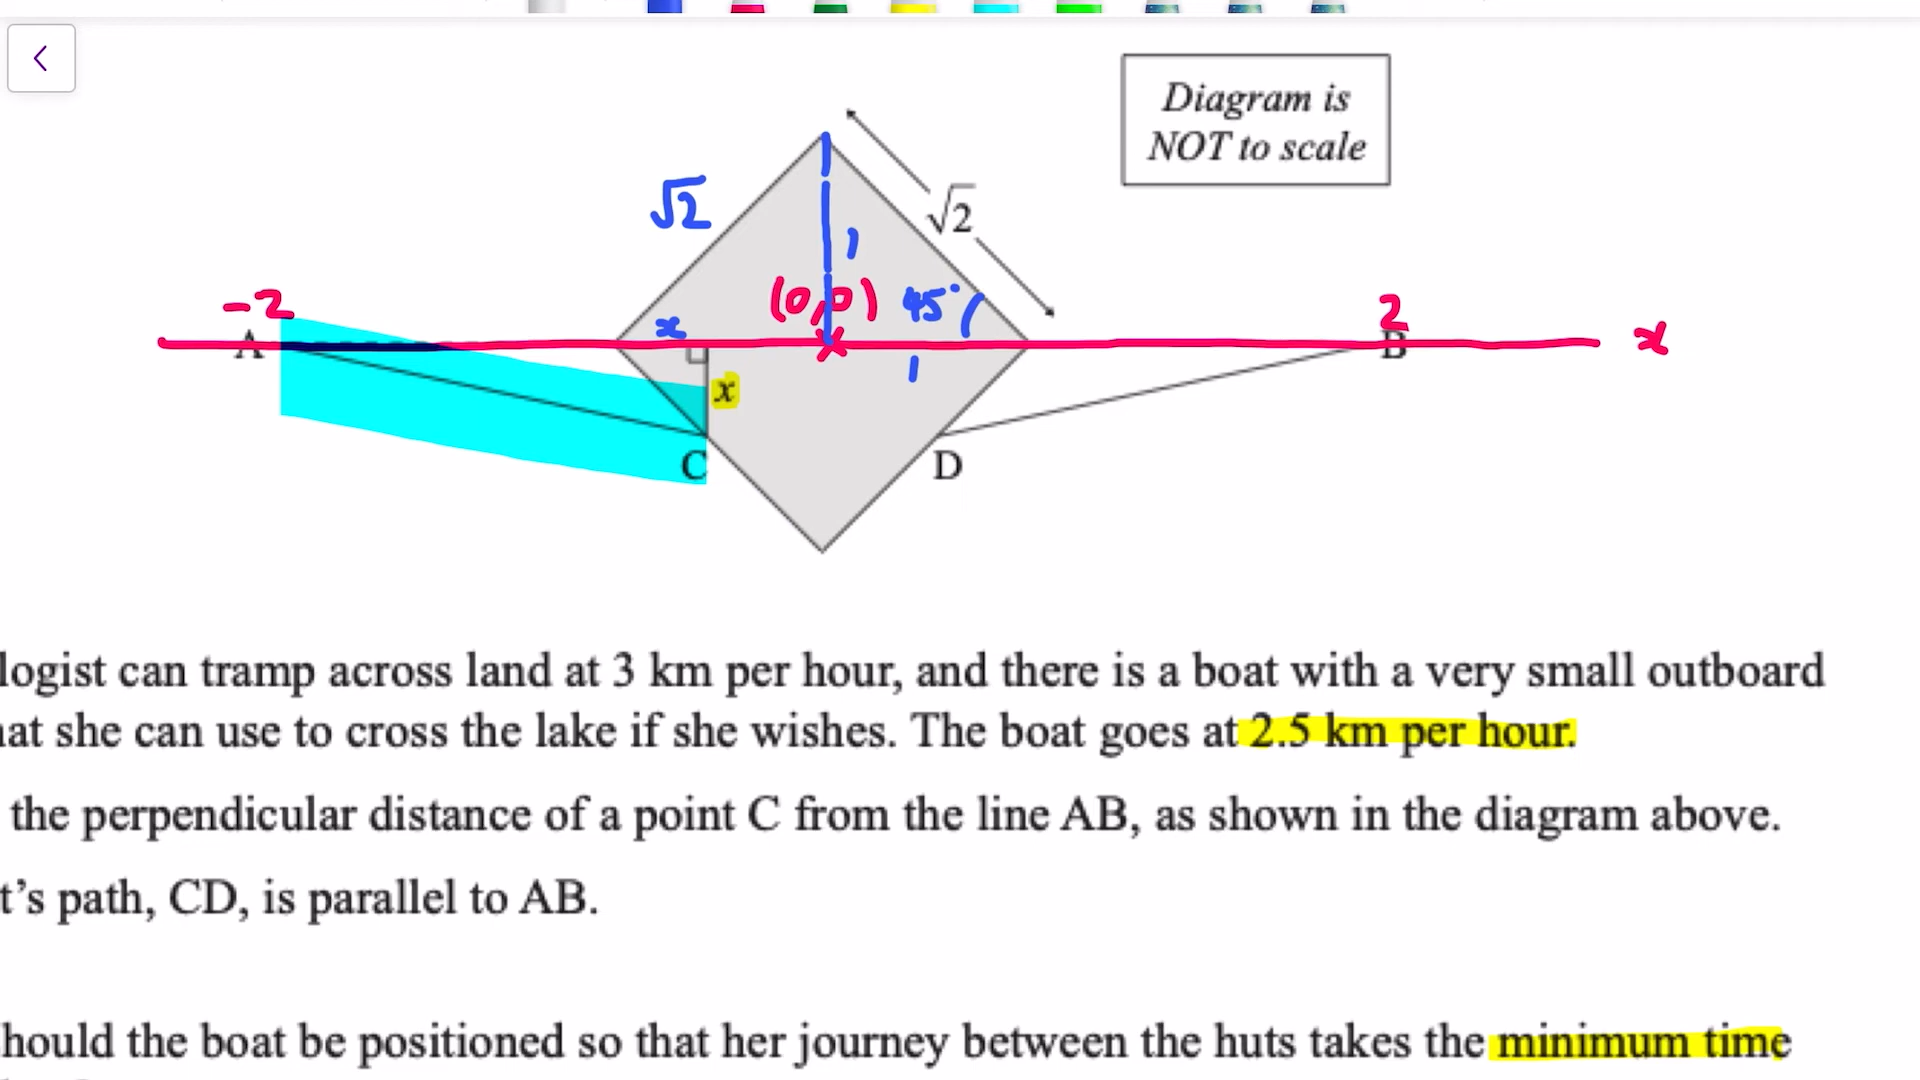 Diagram is
NOT to scale
√2
√2
1
(0,0)
45°
-2
2
x
A
x
B
x
1
C
D
logist can tramp across land at 3 km per hour, and there is a boat with a very small outboard
at she can use to cross the lake if she wishes. The boat goes at 2.5 km per hour.
the perpendicular distance of a point C from the line AB, as shown in the diagram above.
t’s path, CD, is parallel to AB.
hould the boat be positioned so that her journey between the huts takes the minimum time